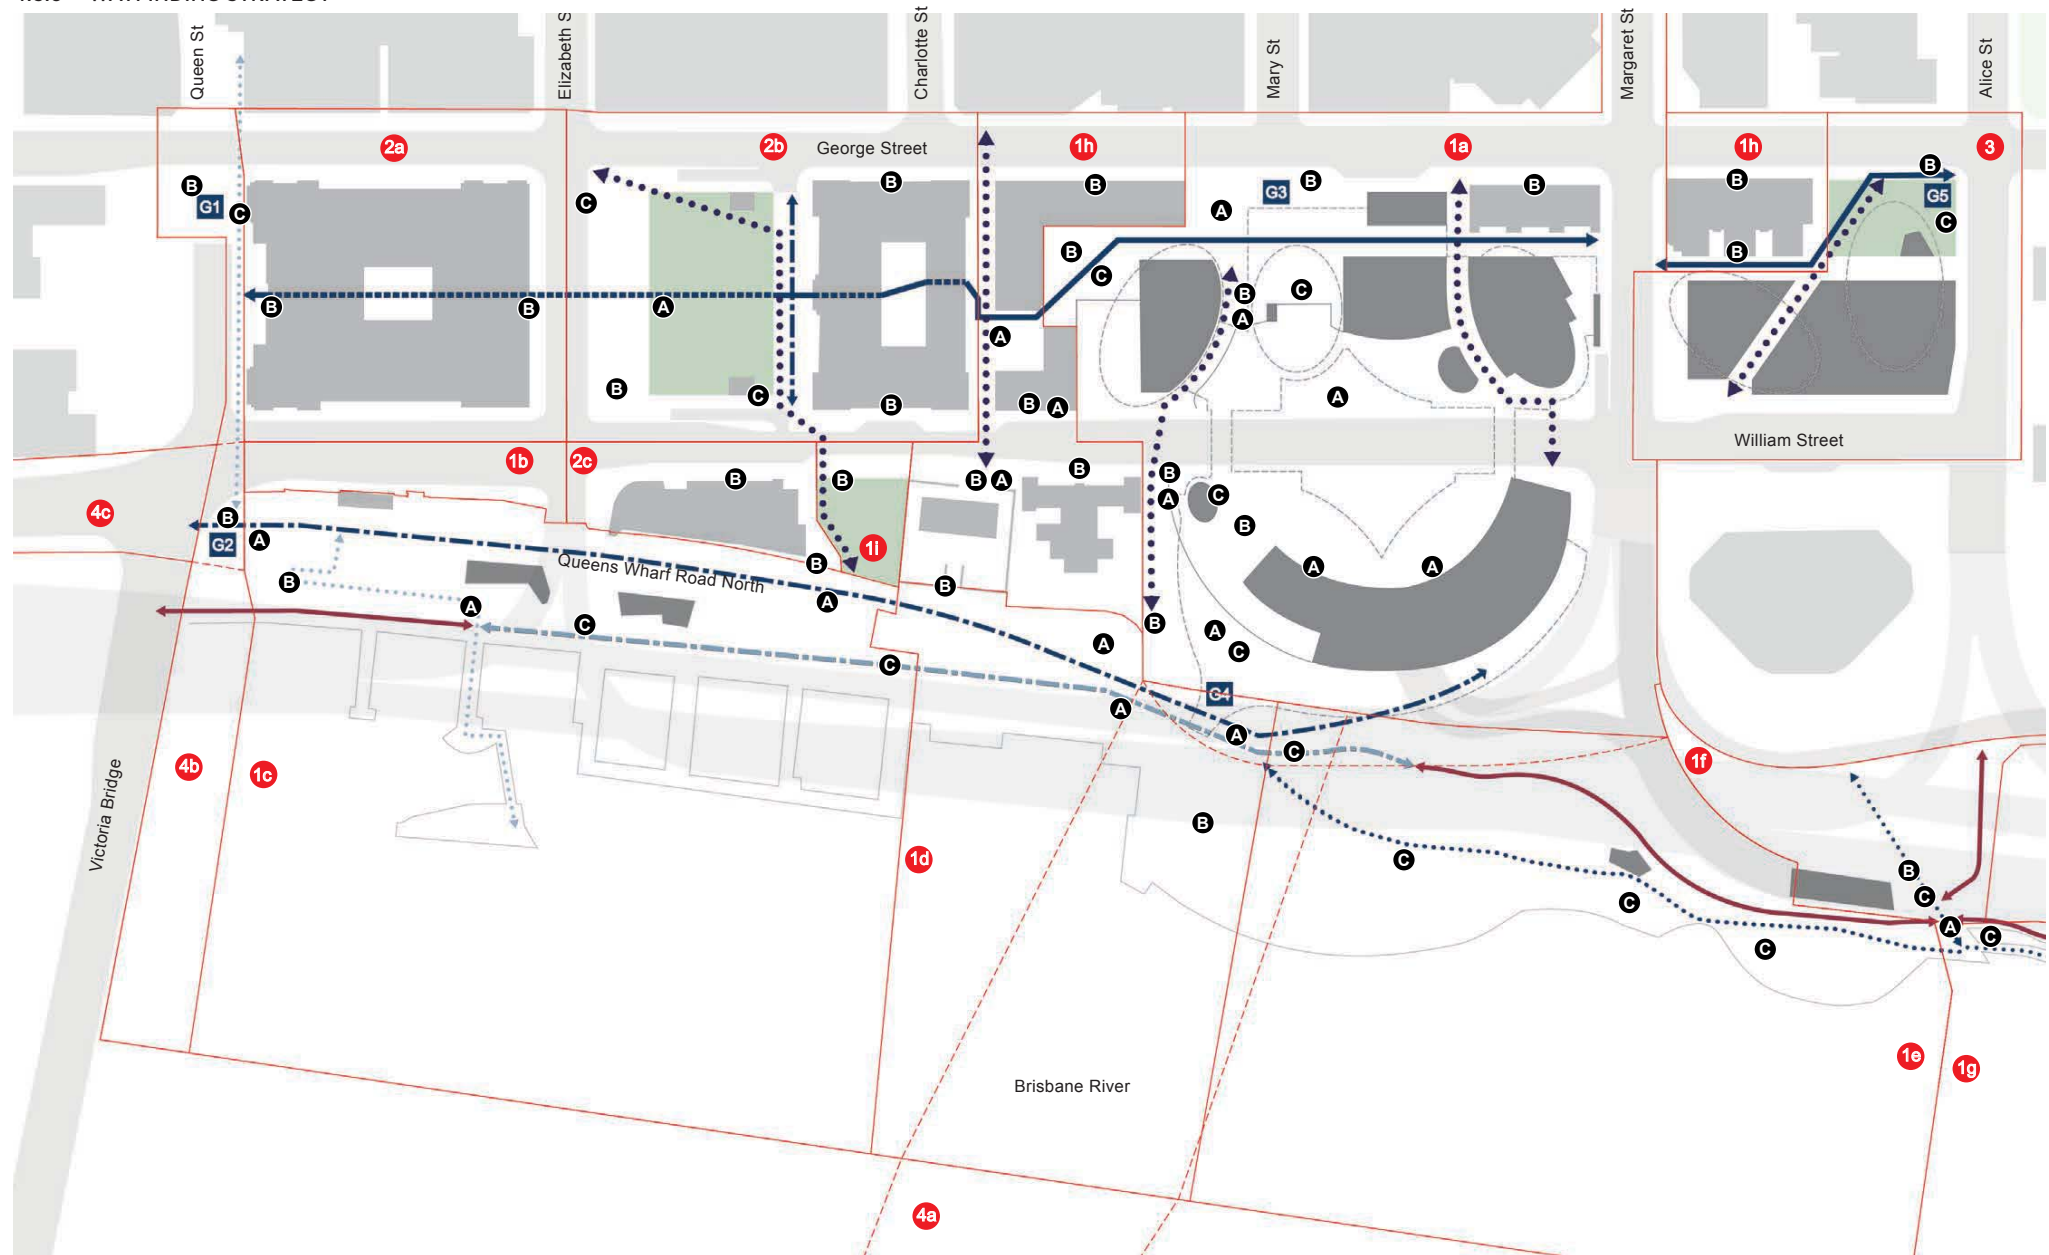 Queen St
Elizabeth S
Charlotte St
Mary St
Margaret St
Alice St
2a
2b
George Street
1h
1a
1h
3
B
G1
C
C
B
B
G3
B
A
B
B
B
G5
C
B
B
C
B
A
C
B
B
B
A
A
B
C
B
B
A
A
William Street
1b
2c
B
B
B
A
B
B
A
C
B
4c
B
G2
A
B
Queens Wharf Road North
B
1i
B
A
A
A
A
C
B
A
C
A
C
C
G4
A
A
C
Victoria Bridge
4b
1c
1d
B
C
1f
B
C
C
A
C
C
Brisbane River
1e
1g
4a